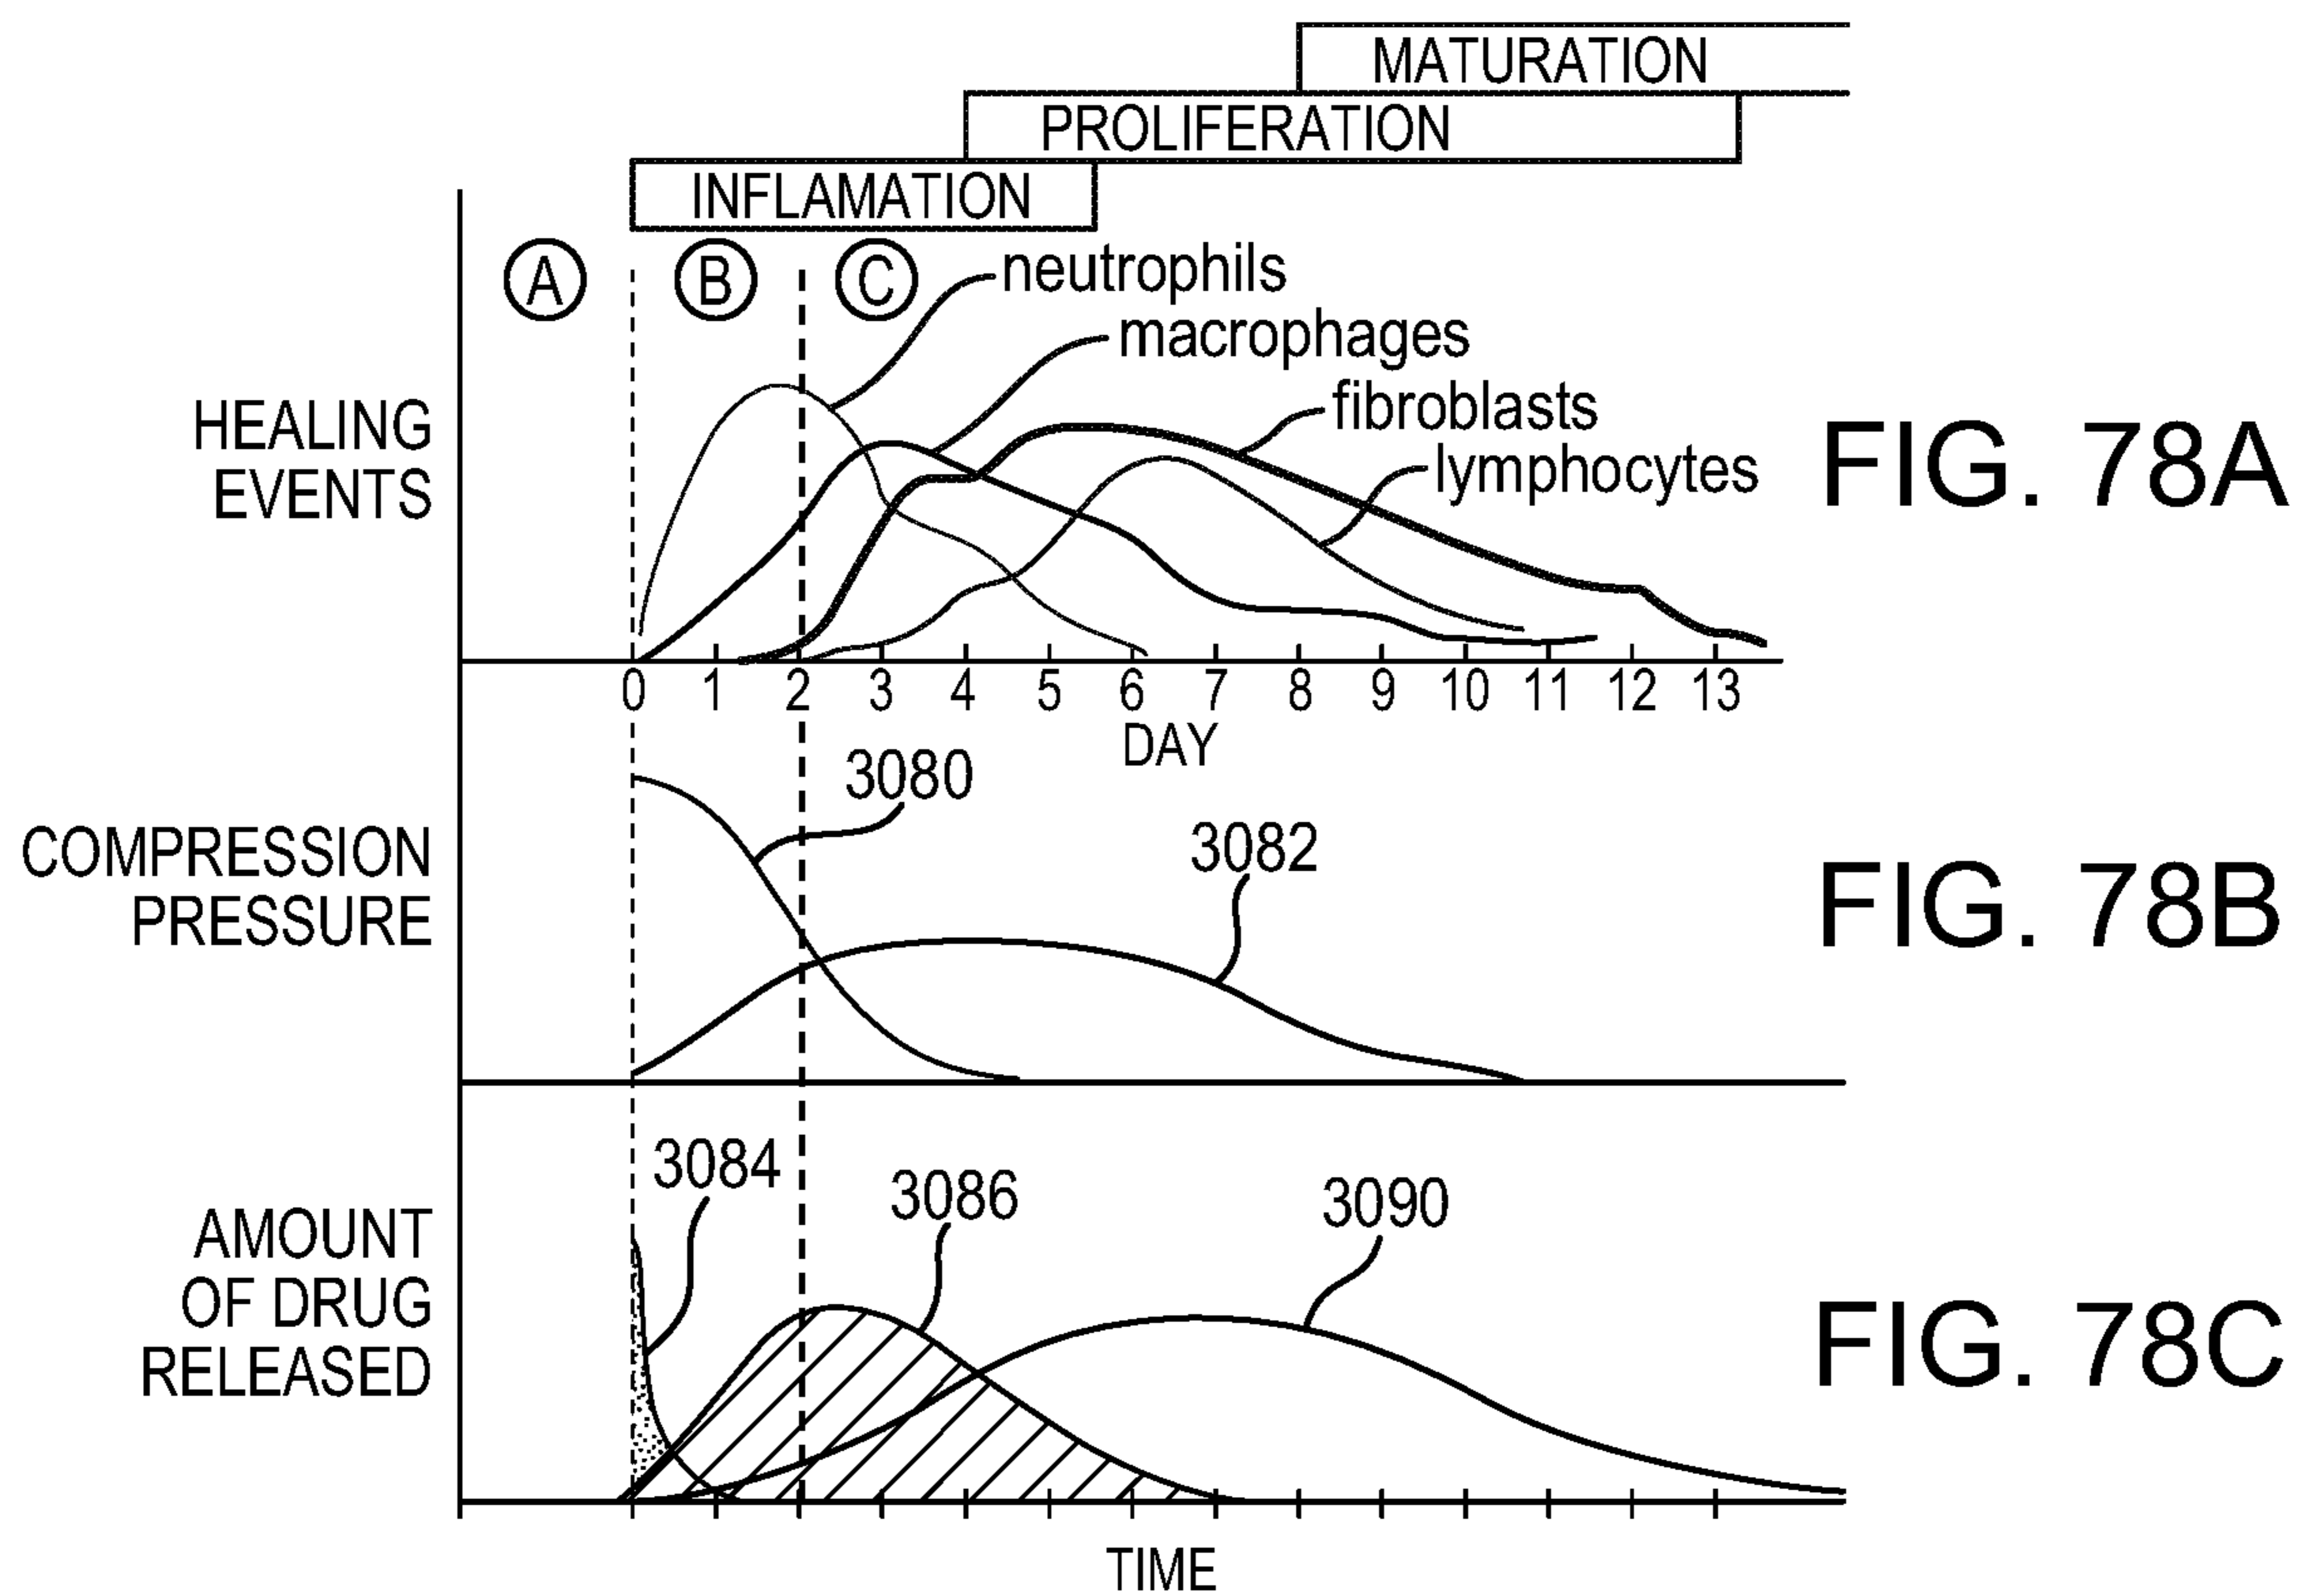 MATURATION
PROLIFERATION
INFLAMATION
A B C
neutrophils
macrophages
fibroblasts
lymphocytes
HEALING
EVENTS
FIG. 78A
0 1 2 3 4 5 6 7 8 9 10 11 12 13
DAY
3080
3082
COMPRESSION
PRESSURE
FIG. 78B
3084
3086
3090
AMOUNT
OF DRUG
RELEASED
FIG. 78C
TIME